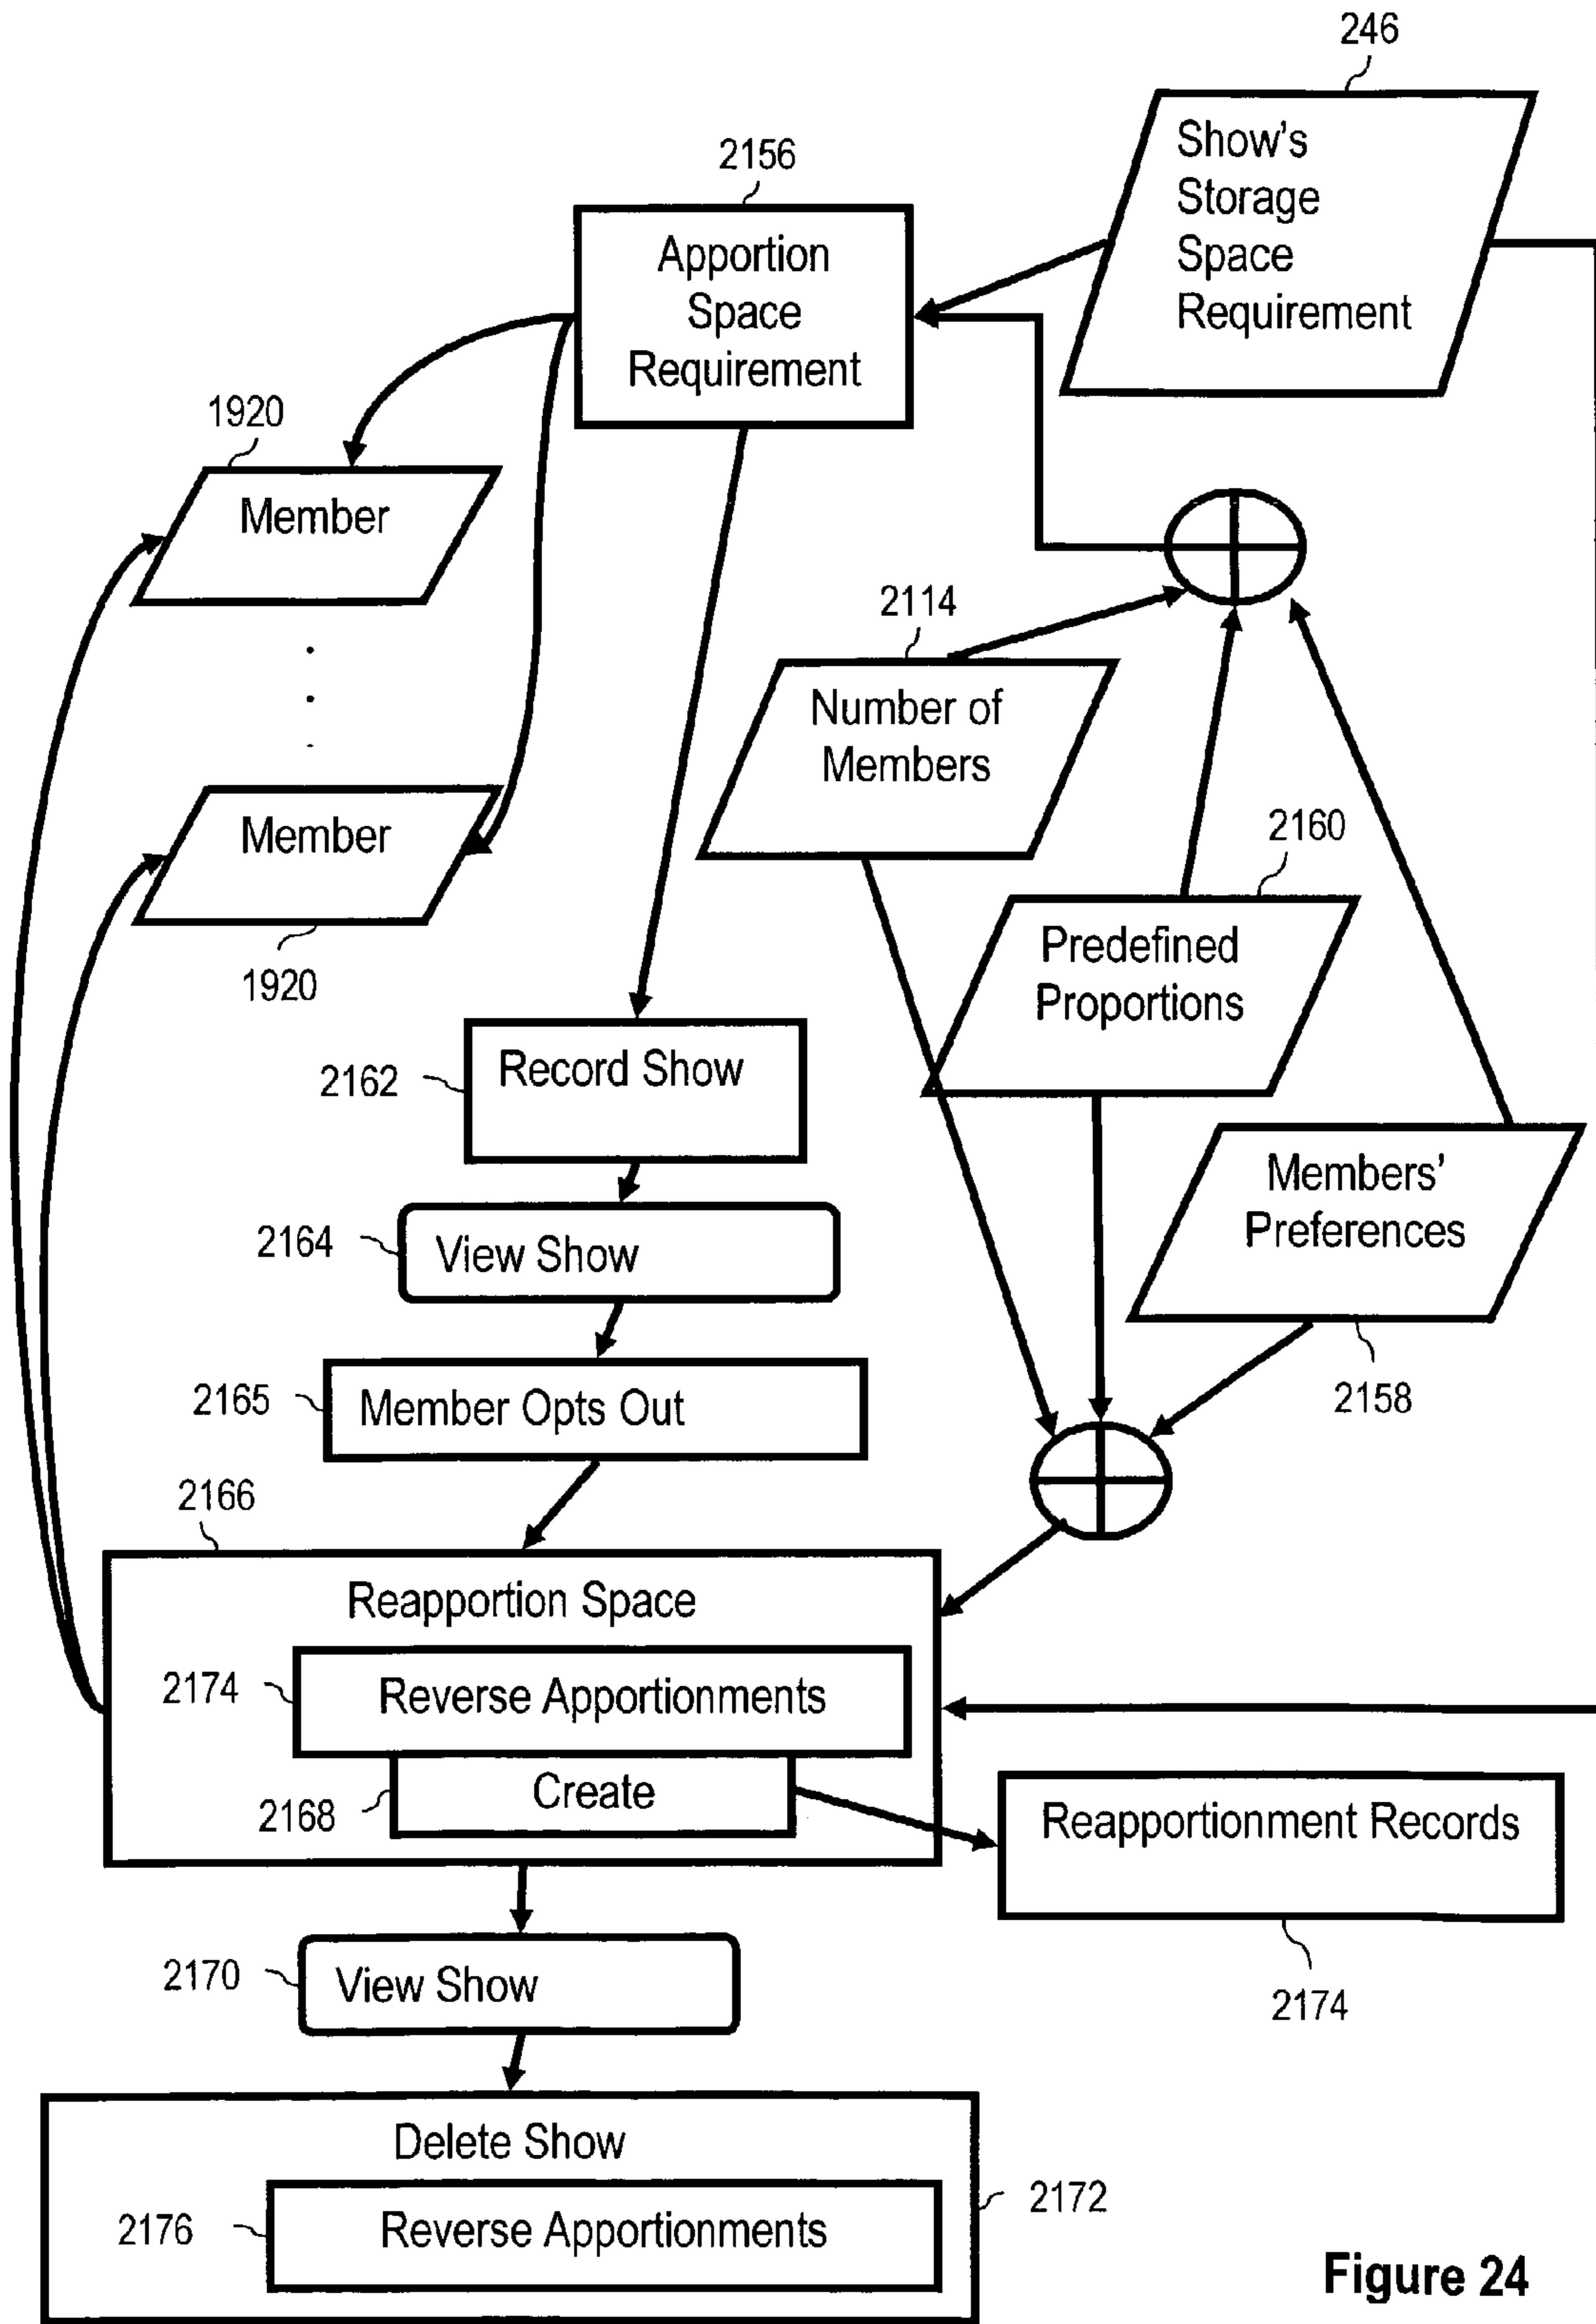 246
Show's
Storage
Space
Requirement
2156
Apportion
Space
Requirement
1920
Member
.
.
.
Member
1920
2114
Number of
Members
2160
Predefined
Proportions
Members'
Preferences
2158
2162
Record Show
2164
View Show
2165
Member Opts Out
2166
Reapportion Space
2174
Reverse Apportionments
2168
Create
Reapportionment Records
2174
2170
View Show
Delete Show
2172
2176
Reverse Apportionments
Figure 24